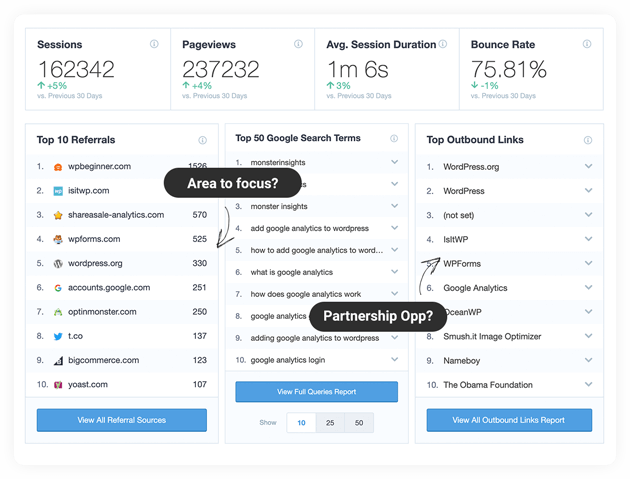 Sessions
162342
+5%
vs. Previous 30 Days
Pageviews
237232
+4%
vs. Previous 30 Days
Avg. Session Duration
1m 6s
3%
vs. Previous 30 Days
Bounce Rate
75.81%
-1%
vs. Previous 30 Days
Top 10 Referrals
1. wpbeginner.com 1526
2. isitwp.com
3. shareasale-analytics.com 570
4. wpforms.com 525
5. wordpress.org 330
6. accounts.google.com 251
7. optinmonster.com 250
8. t.co 137
9. bigcommerce.com 123
10. yoast.com 107
View All Referral Sources
Area to focus?
Top 50 Google Search Terms
1. monsterinsights
3. monster insights
4. add google analytics to wordpress
5. how to add google analytics to word...
6. what is google analytics
7. how does google analytics work
8. google analytics
9. adding google analytics to wordpress
10. google analytics login
View Full Queries Report
Show 10 25 50
Partnership Opp?
Top Outbound Links
1. WordPress.org
2. WordPress
3. (not set)
4. IsItWP
5. WPForms
6. Google Analytics
OceanWP
8. Smush.it Image Optimizer
9. Nameboy
10. The Obama Foundation
View All Outbound Links Report